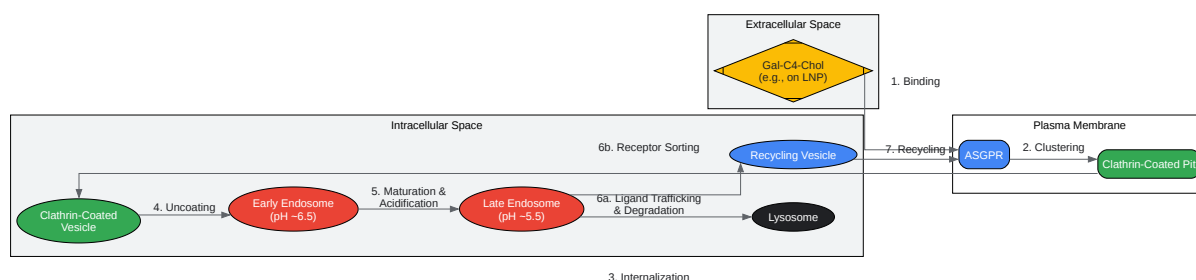 Extracellular Space
Gal-C4-Chol
(e.g., on LNP)
1. Binding
Intracellular Space
Plasma Membrane
6b. Receptor Sorting
Recycling Vesicle
7. Recycling
ASGPR
2. Clustering
Clathrin-Coated Pit
Clathrin-Coated
Vesicle
4. Uncoating
Early Endosome
(pH ~6.5)
5. Maturation &
Acidification
Late Endosome
(pH ~5.5)
6a. Ligand Trafficking
& Degradation
Lysosome
3. Internalization